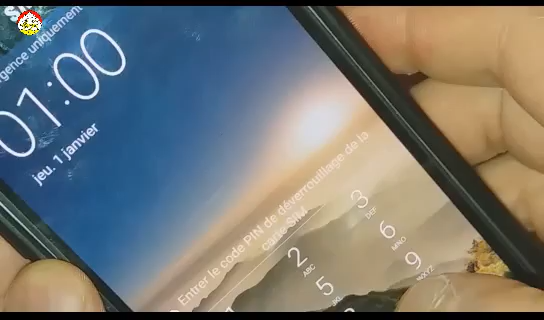 rgence uniquement
01:00
jeu. 1 janvier
Entrer le code PIN de déverrouillage de la
carte SIM
2 ABC
3 DEF
5
6 MNO
9 WXYZ